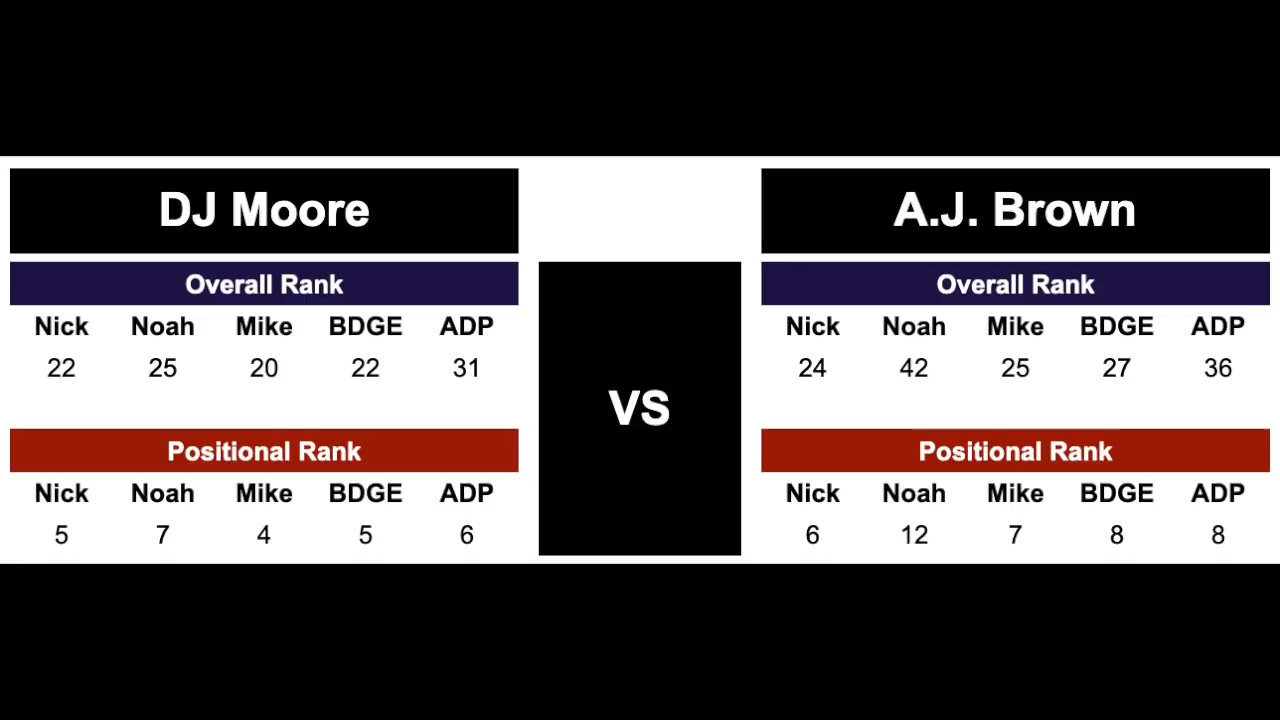 DJ Moore
Overall Rank
Nick Noah Mike BDGE ADP
22 25 20 22 31
Positional Rank
Nick Noah Mike BDGE ADP
5 7 4 5 6
VS
A.J. Brown
Overall Rank
Nick Noah Mike BDGE ADP
24 42 25 27 36
Positional Rank
Nick Noah Mike BDGE ADP
6 12 7 8 8